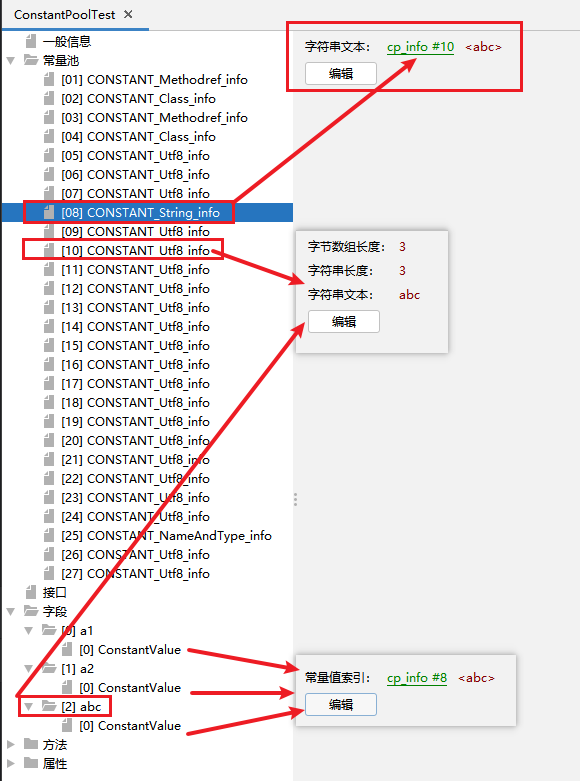 ConstantPoolTest ×
一般信息
常量池
[01] CONSTANT_Methodref_info
[02] CONSTANT_Class_info
[03] CONSTANT_Methodref_info
[04] CONSTANT_Class_info
[05] CONSTANT_Utf8_info
[06] CONSTANT_Utf8_info
[07] CONSTANT_Utf8_info
[08] CONSTANT_String_info
[09] CONSTANT_Utf8_info
[10] CONSTANT_Utf8_info
[11] CONSTANT_Utf8_info
[12] CONSTANT_Utf8_info
[13] CONSTANT_Utf8_info
[14] CONSTANT_Utf8_info
[15] CONSTANT_Utf8_info
[16] CONSTANT_Utf8_info
[17] CONSTANT_Utf8_info
[18] CONSTANT_Utf8_info
[19] CONSTANT_Utf8_info
[20] CONSTANT_Utf8_info
[21] CONSTANT_Utf8_info
[22] CONSTANT_Utf8_info
[23] CONSTANT_Utf8_info
[24] CONSTANT_Utf8_info
[25] CONSTANT_NameAndType_info
[26] CONSTANT_Utf8_info
[27] CONSTANT_Utf8_info
接口
字段
[0] a1
[0] ConstantValue
[1] a2
[0] ConstantValue
[2] abc
[0] ConstantValue
方法
属性
字符串文本： cp_info #10 <abc>
编辑
字节数组长度： 3
字符串长度： 3
字符串文本： abc
编辑
常量值索引： cp_info #8 <abc>
编辑